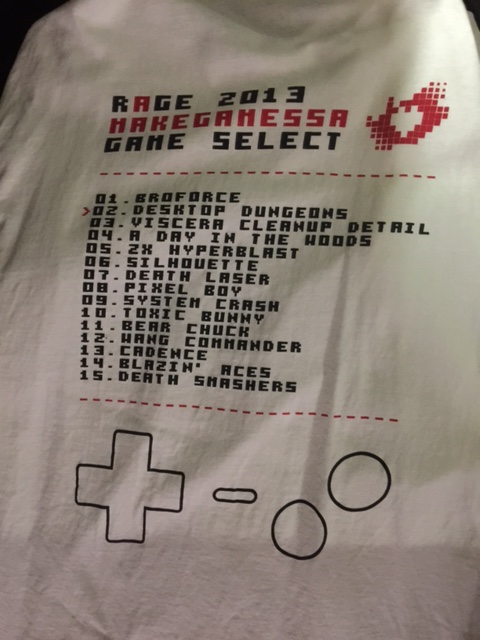 RAGE 2013
MAKEGAMESSA
GAME SELECT
01. BROFORCE
>02. DESKTOP DUNGEONS
03. VISCERA CLEANUP DETAIL
04. A DAY IN THE WOODS
05. 2X HYPERBLAST
06. SILHOUETTE
07. DEATH LASER
08. PIXEL BOY
09. SYSTEM CRASH
10. TOXIC BUNNY
11. BEAR CHUCK
12. WANG COMMANDER
13. CADENCE
14. BLAZIN' ACES
15. DEATH SMASHERS